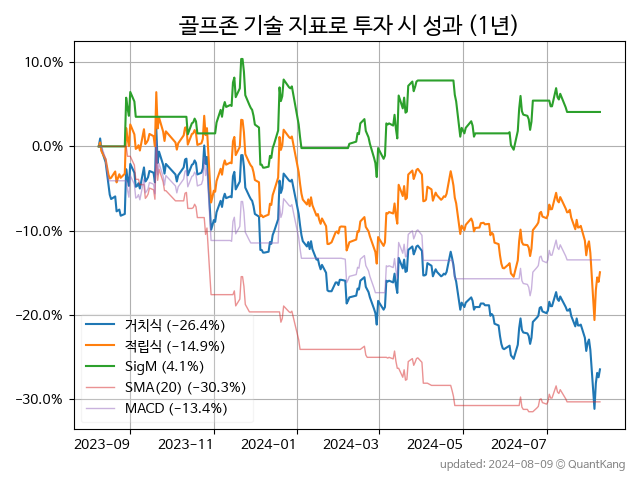 골프존 기술 지표로 투자 시 성과 (1년)
10.0%
0.0%
−10.0%
−20.0%
−30.0%
거치식 (−26.4%)
적립식 (−14.9%)
SigM (4.1%)
SMA(20) (−30.3%)
MACD (−13.4%)
2023-09
2023-11
2024-01
2024-03
2024-05
2024-07
updated: 2024-08-09 © QuantKang